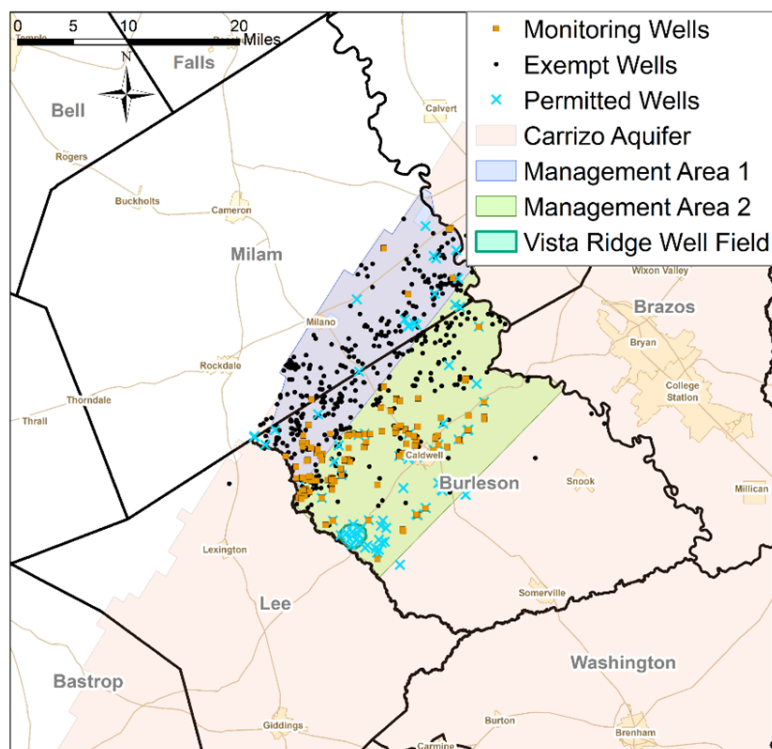 0 5 10 20
Miles
N
Monitoring Wells
Exempt Wells
Permitted Wells
Carrizo Aquifer
Management Area 1
Management Area 2
Vista Ridge Well Field
Falls
Bell
Calvert
Rogers
Buckholts
Cameron
Milam
Wixon Valley
Brazos
Milano
Bryan
Rockdale
College
Station
Thorndale
Thrall
Caldwell
Burleson
Snook
Millican
Lexington
Lee
Somerville
Washington
Bastrop
Giddings
Burton
Carmine
Brenham